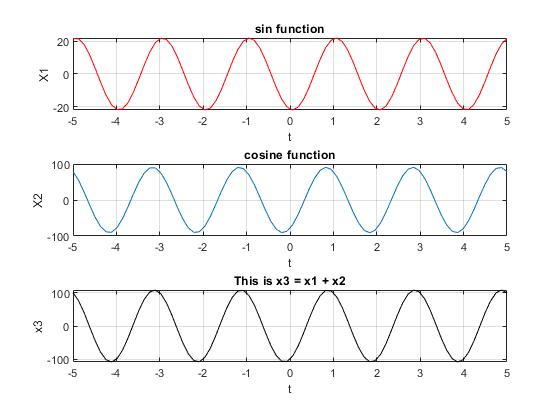 sin function
20
0
-20
X1
-5 -4 -3 -2 -1 0 1 2 3 4 5
t
cosine function
100
0
-100
X2
-5 -4 -3 -2 -1 0 1 2 3 4 5
t
This is x3 = x1 + x2
100
0
-100
x3
-5 -4 -3 -2 -1 0 1 2 3 4 5
t